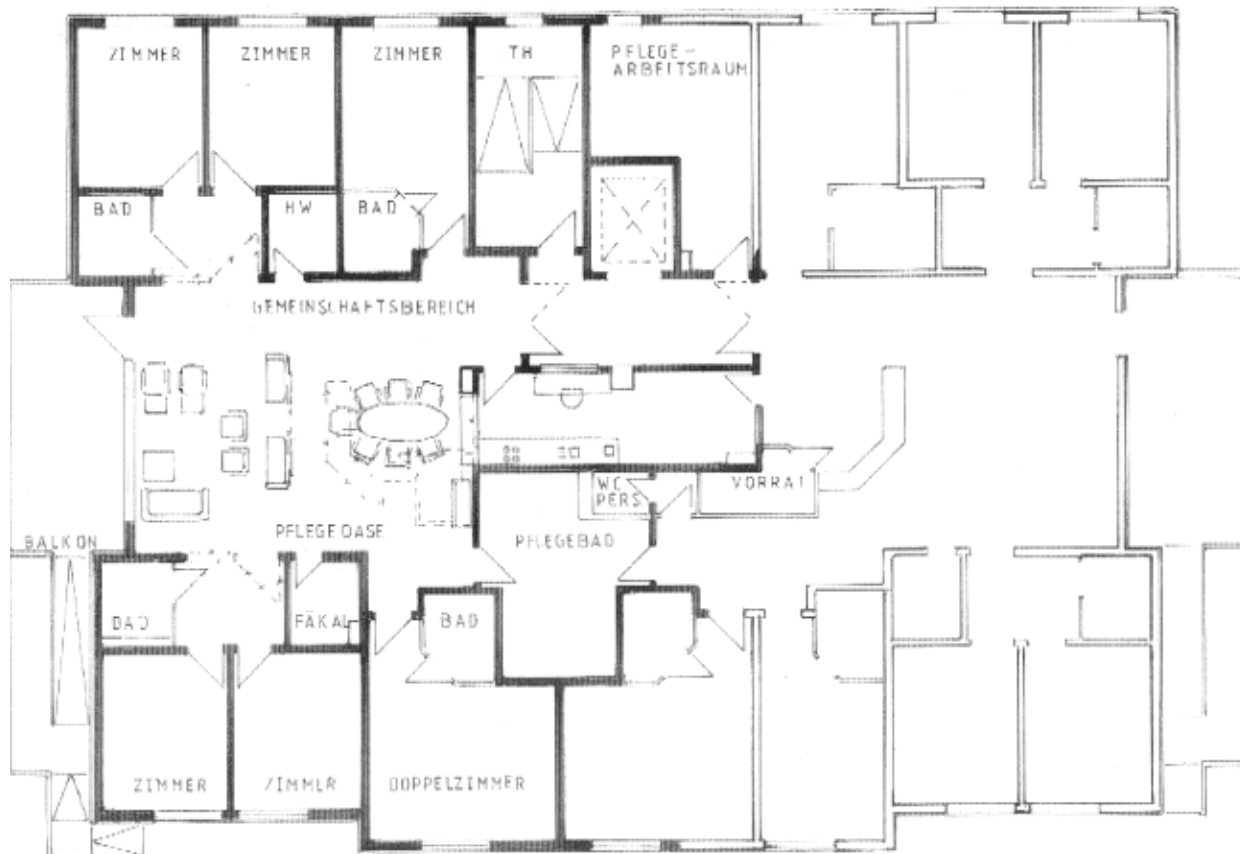 ZIMMER
ZIMMER
ZIMMER
TH
PFLEGE-
ARBEITSRAUM
BAD
HW
BAD
GEMEINSCHAFTSBEREICH
WC
PERS
VORRAT
PFLEGEOASE
PFLEGEBAD
BALKON
BAD
FÄKAL
BAD
ZIMMER
ZIMMER
DOPPELZIMMER